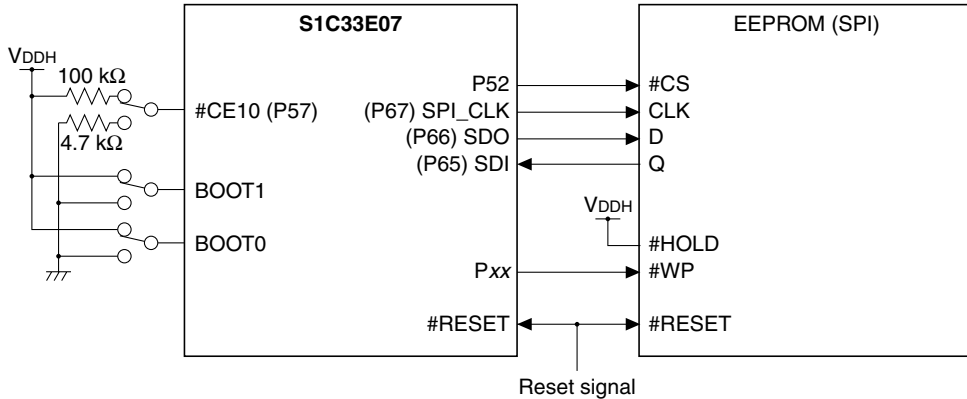 S1C33E07
EEPROM (SPI)
VDDH
100 kΩ
4.7 kΩ
#CE10 (P57)
BOOT1
BOOT0
P52
(P67) SPI_CLK
(P66) SDO
(P65) SDI
Pxx
#RESET
#CS
CLK
D
Q
VDDH
#HOLD
#WP
#RESET
Reset signal